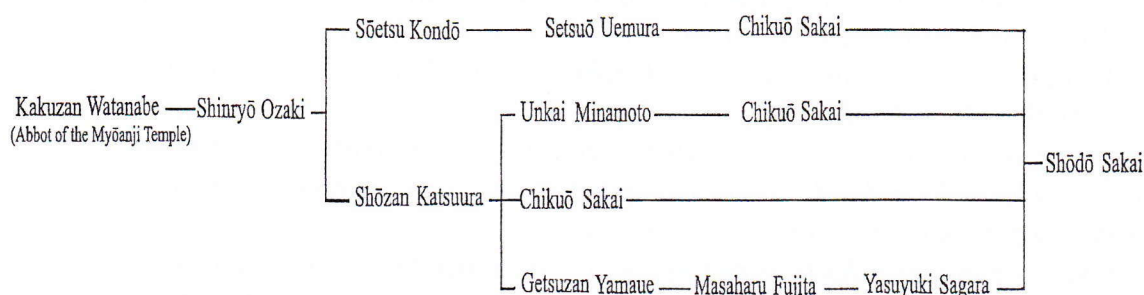 Sōetsu Kondō Setsuō Uemura Chikuō Sakai
Kakuzan Watanabe Shinryō Ozaki
(Abbot of the Myōanji Temple)
Unkai Minamoto Chikuō Sakai
Shōdō Sakai
Shōzan Katsuura Chikuō Sakai
Getsuzan Yamaue Masaharu Fujita Yasuyuki Sagara